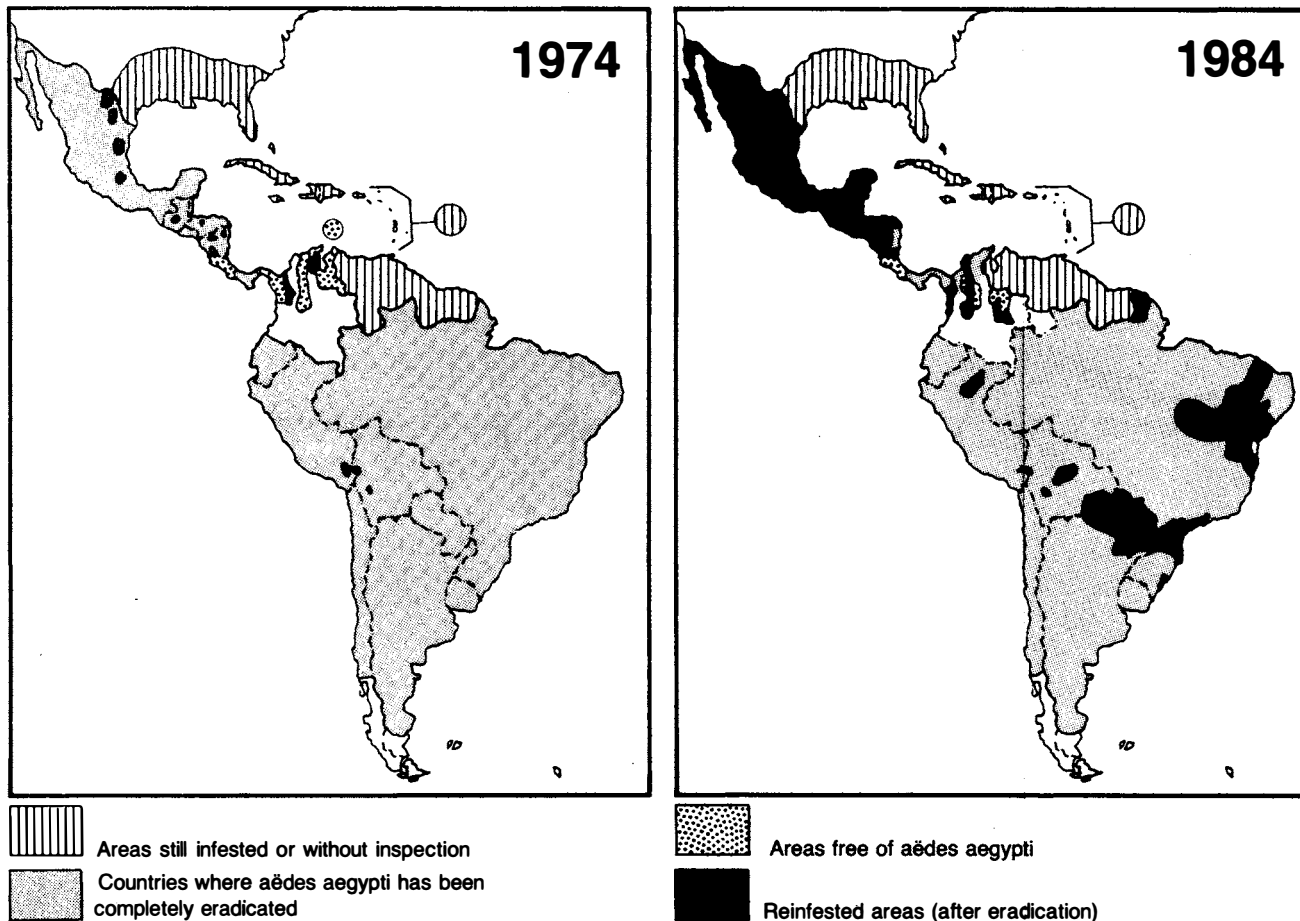 1974
1984
Areas still infested or without inspection
Countries where aëdes aegypti has been
completely eradicated
Areas free of aëdes aegypti
Reinfested areas (after eradication)